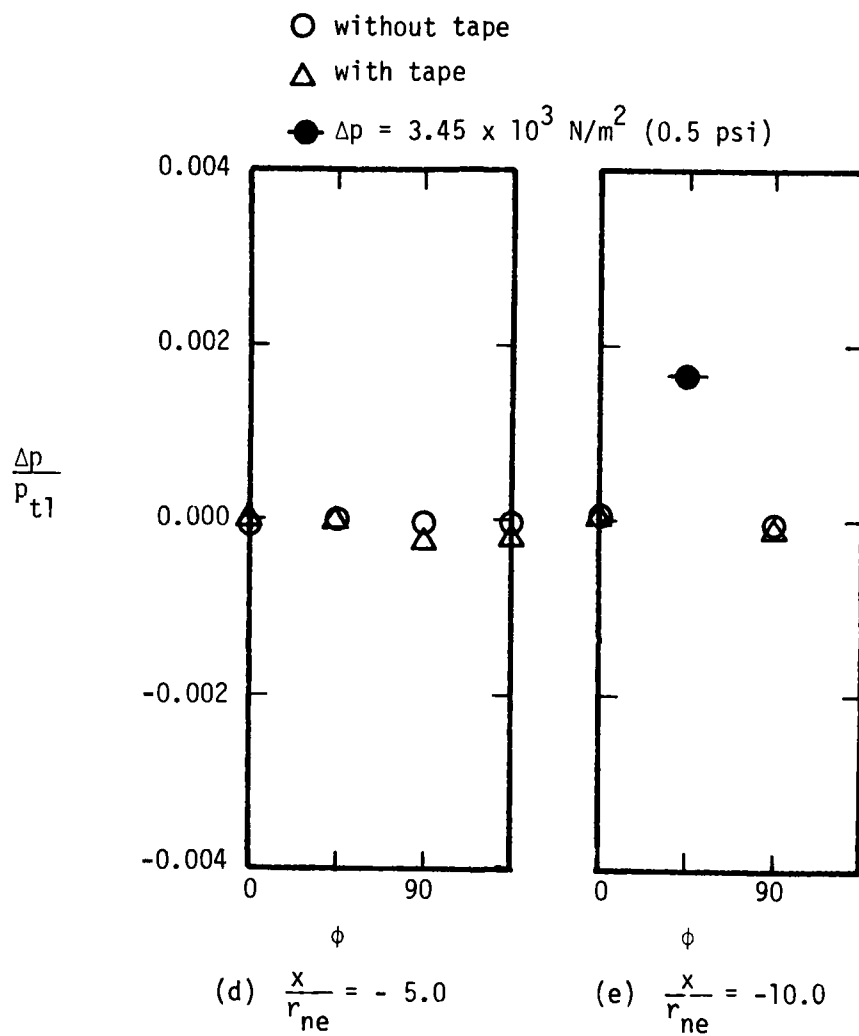 without tape
with tape
Δp = 3.45 x 10³ N/m² (0.5 psi)
0.004
0.002
0.000
-0.002
-0.004
Δp
p_t1
0 90
0 90
φ φ
(d) x/r_ne = - 5.0
(e) x/r_ne = -10.0